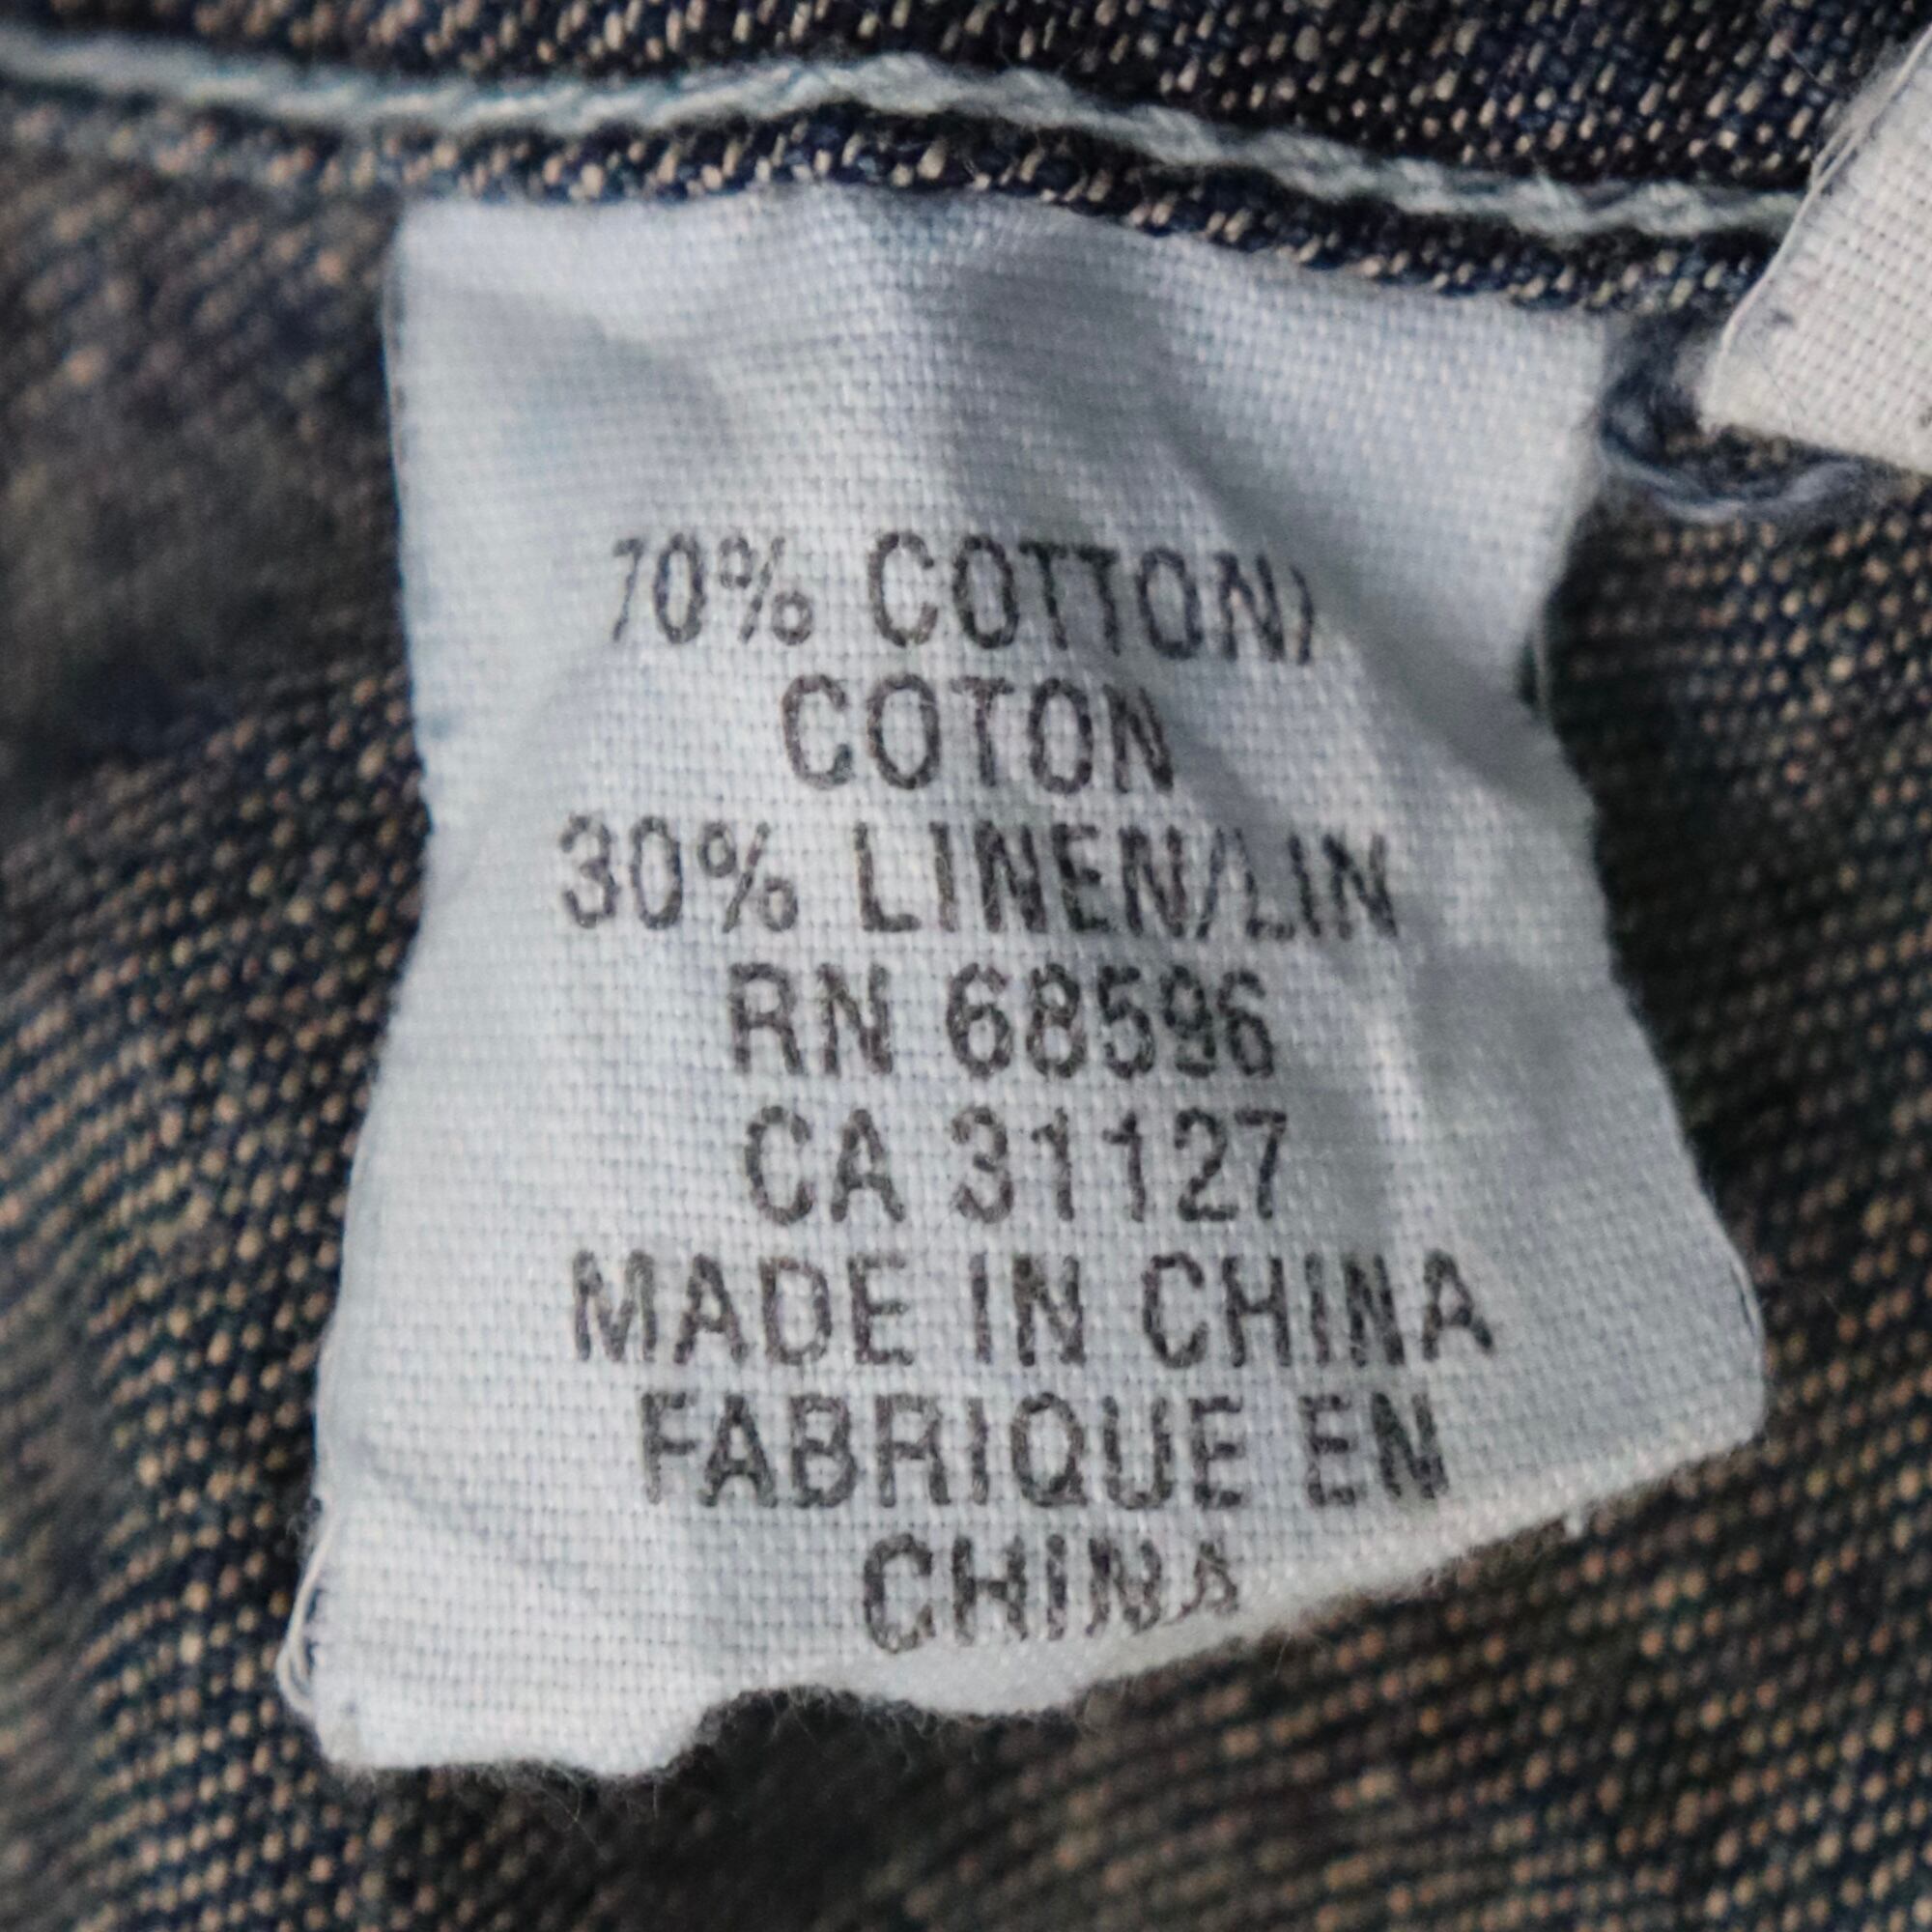 70% COTTON/
COTON
30% LINEN/LIN
RN 68596
CA 31127
MADE IN CHINA
FABRIQUE EN
CHINA